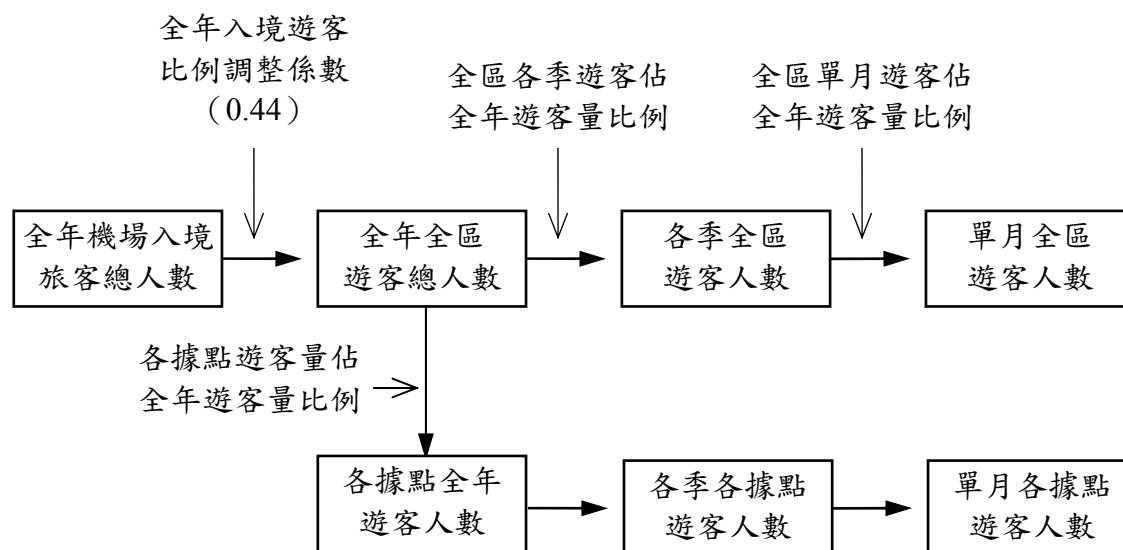 全年入境遊客
比例調整係數
（0.44）
全區各季遊客佔
全年遊客量比例
全區單月遊客佔
全年遊客量比例
全年機場入境
旅客總人數
全年全區
遊客總人數
各季全區
遊客人數
單月全區
遊客人數
各據點遊客量佔
全年遊客量比例
各據點全年
遊客人數
各季各據點
遊客人數
單月各據點
遊客人數